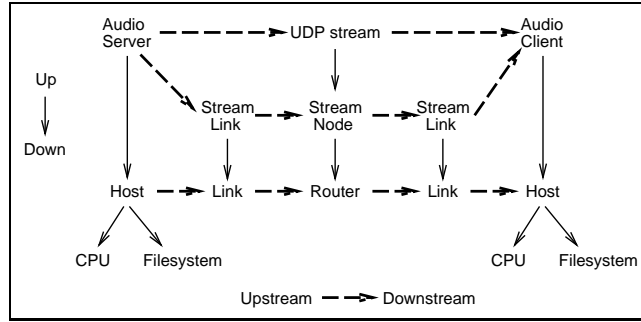 Audio
Server
UDP stream
Audio
Client
Up
Down
Stream
Link
Stream
Node
Stream
Link
Host
Link
Router
Link
Host
CPU
Filesystem
CPU
Filesystem
Upstream
Downstream